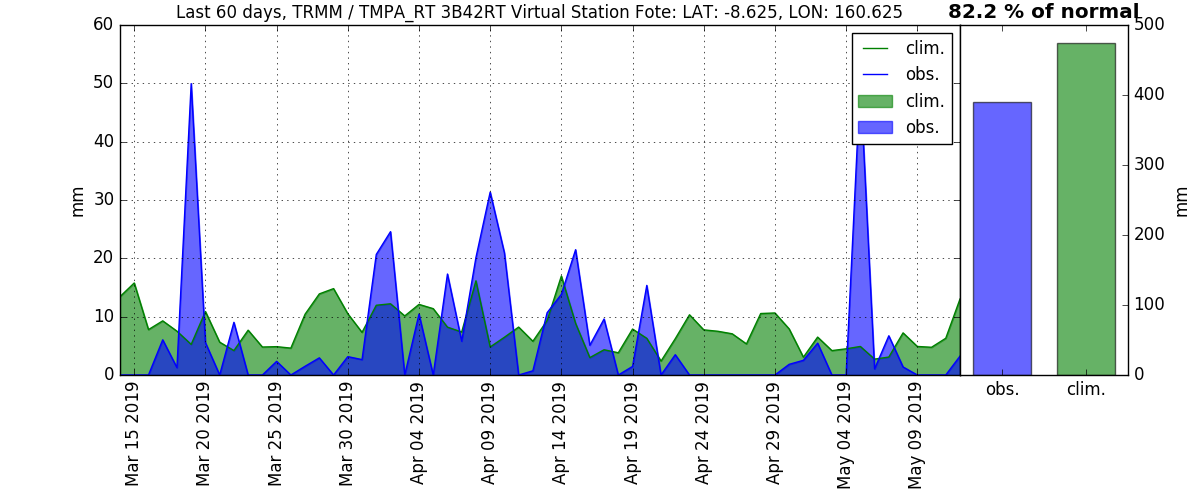 Last 60 days, TRMM / TMPA_RT 3B42RT Virtual Station Fote: LAT: -8.625, LON: 160.625
82.2 % of normal
clim.
obs.
clim.
obs.
60
50
40
30
20
10
0
mm
Mar 15 2019
Mar 20 2019
Mar 25 2019
Mar 30 2019
Apr 04 2019
Apr 09 2019
Apr 14 2019
Apr 19 2019
Apr 24 2019
Apr 29 2019
May 04 2019
May 09 2019
500
400
300
200
100
0
mm
obs.
clim.